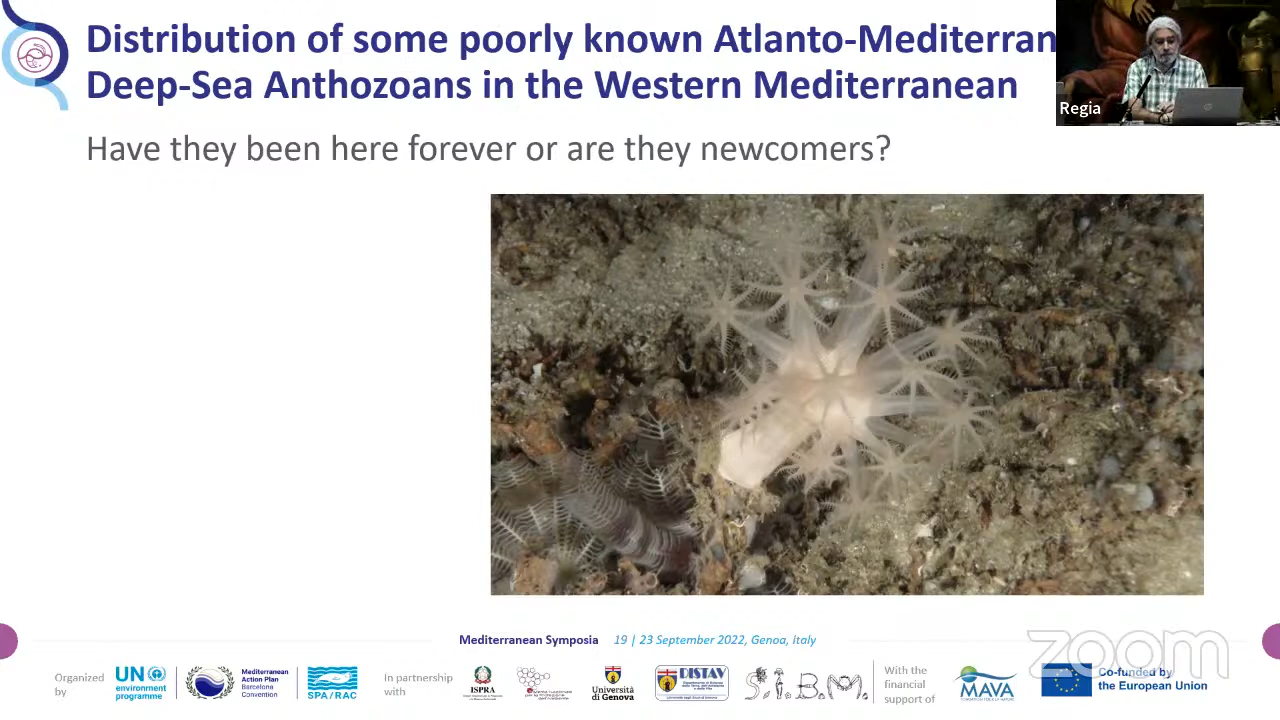 Distribution of some poorly known Atlanto-Mediterran
Deep-Sea Anthozoans in the Western Mediterranean
Regia
Have they been here forever or are they newcomers?
Mediterranean Symposia 19 | 23 September 2022, Genoa, Italy
zoom
Organized
by
UN
environment
programme
Mediterranean
Action Plan
Barcelona
Convention
SPA/RAC
In partnership
with
ISPRA
Università
di Genova
DISTAV
S.I.B.M.
With the
financial
support of
MAVA
Co-funded by
the European Union